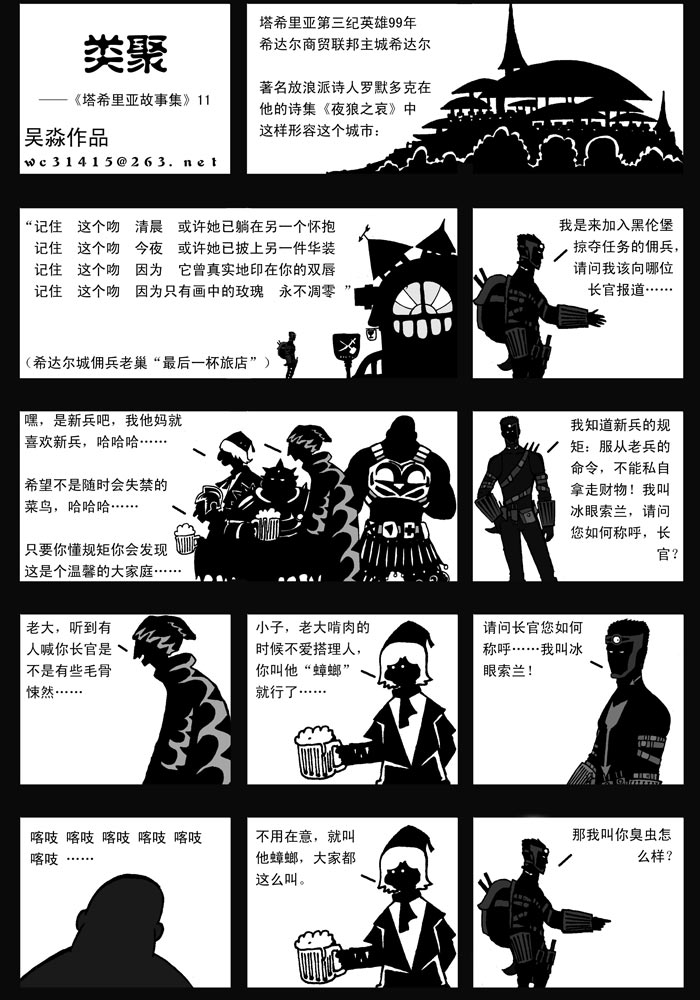 类聚
——《塔希里亚故事集》11
吴淼作品
wc31415@263.net
塔希里亚第三纪英雄99年
希达尔商贸联邦主城希达尔
著名放浪派诗人罗默多克在
他的诗集《夜狼之哀》中
这样形容这个城市：
“记住 这个吻 清晨 或许她已躺在另一个怀抱
记住 这个吻 今夜 或许她已披上另一件华装
记住 这个吻 因为 它曾真实地印在你的双唇
记住 这个吻 因为只有画中的玫瑰 永不凋零 ”
（希达尔城佣兵老巢“最后一杯旅店”）
我是来加入黑伦堡
掠夺任务的佣兵，
请问我该向哪位
长官报道……
嘿，是新兵吧，我他妈就
喜欢新兵，哈哈哈……
希望不是随时会失禁的
菜鸟，哈哈哈……
只要你懂规矩你会发现
这是个温馨的大家庭……
我知道新兵的规
矩：服从老兵的
命令，不能私自
拿走财物！我叫
冰眼索兰，请问
您如何称呼，长
官？
老大，听到有
人喊你长官是
不是有些毛骨
悚然……
小子，老大啃肉的
时候不爱搭理人，
你叫他“蟑螂”
就行了……
请问长官您如何
称呼……我叫冰
眼索兰！
喀吱 喀吱 喀吱 喀吱 喀吱
喀吱 ……
不用在意，就叫
他蟑螂，大家都
这么叫。
那我叫你臭虫怎
么样？